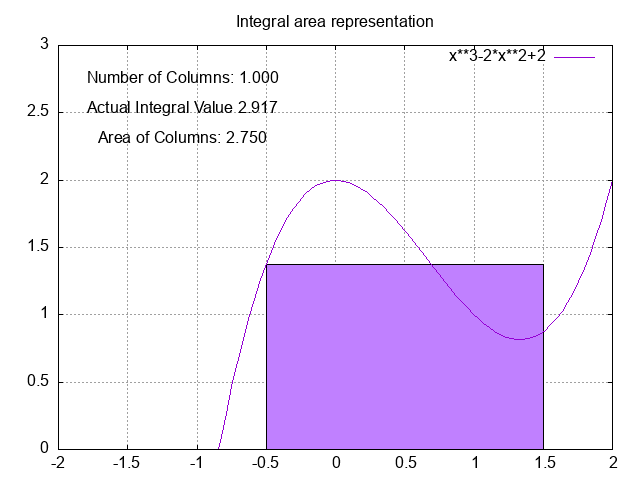 Integral area representation
3
x**3-2*x**2+2
Number of Columns: 1.000
2.5
Actual Integral Value 2.917
Area of Columns: 2.750
2
1.5
1
0.5
0
-2 -1.5 -1 -0.5 0 0.5 1 1.5 2